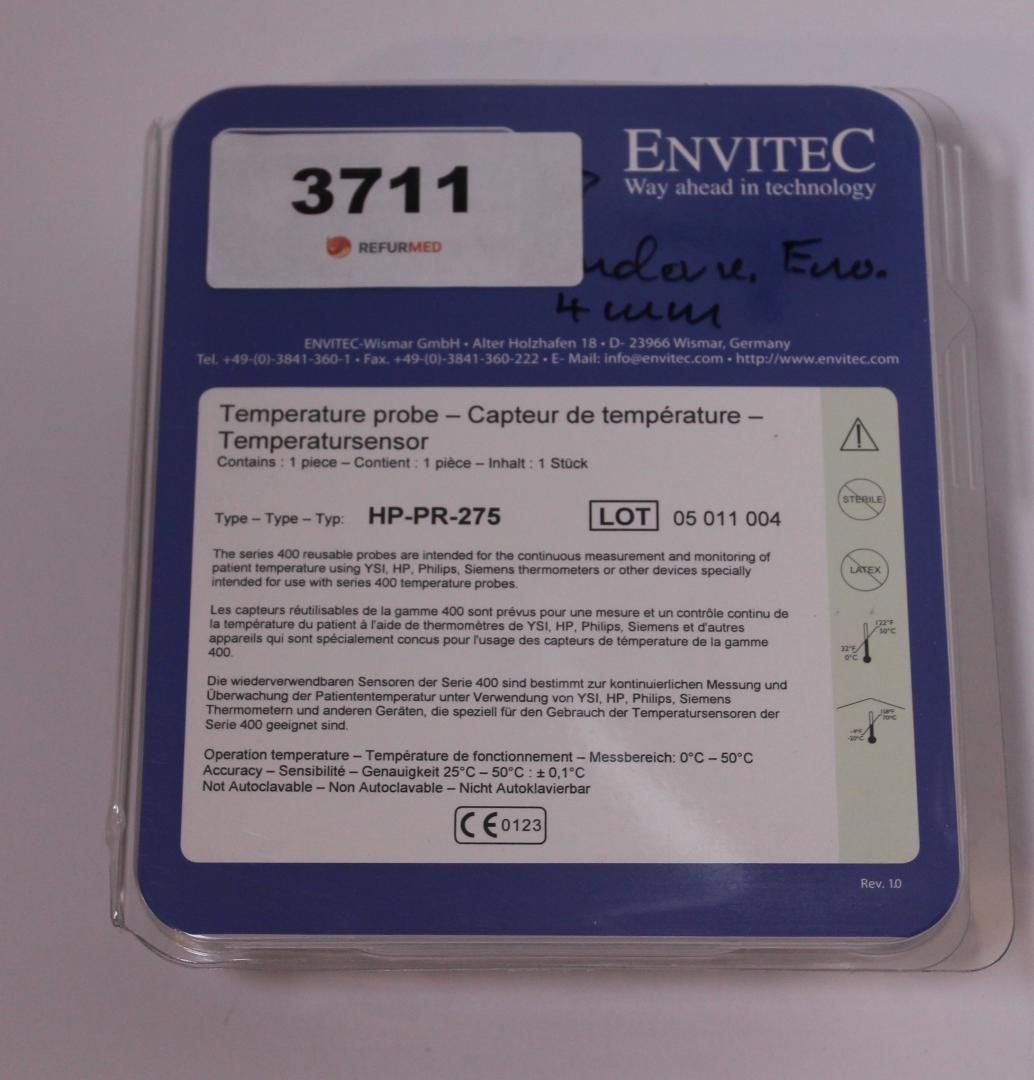 3711
REFURMED
ENVITEC
Way ahead in technology
Euro.
4 mm
ENVITEC-Wismar GmbH • Alter Holzhafen 18 • D- 23966 Wismar, Germany
Tel. +49-(0)-3841-360-1 • Fax. +49-(0)-3841-360-222 • E- Mail: info@envitec.com • http://www.envitec.com
Temperature probe – Capteur de température –
Temperatursensor
Contains : 1 piece – Contient : 1 pièce – Inhalt : 1 Stück
Type – Type – Typ: HP-PR-275 LOT 05 011 004
The series 400 reusable probes are intended for the continuous measurement and monitoring of
patient temperature using YSI, HP, Philips, Siemens thermometers or other devices specially
intended for use with series 400 temperature probes.
Les capteurs réutilisables de la gamme 400 sont prévus pour une mesure et un contrôle continu de
la température du patient à l'aide de thermomètres de YSI, HP, Philips, Siemens et d'autres
appareils qui sont spécialement concus pour l'usage des capteurs de témperature de la gamme
400.
Die wiederverwendbaren Sensoren der Serie 400 sind bestimmt zur kontinuierlichen Messung und
Überwachung der Patiententemperatur unter Verwendung von YSI, HP, Philips, Siemens
Thermometern und anderen Geräten, die speziell für den Gebrauch der Temperatursensoren der
Serie 400 geeignet sind.
Operation temperature – Température de fonctionnement – Messbereich: 0°C – 50°C
Accuracy – Sensibilité – Genauigkeit 25°C – 50°C : ± 0,1°C
Not Autoclavable – Non Autoclavable – Nicht Autoklavierbar
CE 0123
STERILE
LATEX
122°F
50°C
32°F
0°C
158°F
70°C
-4°F
-20°C
Rev. 1.0